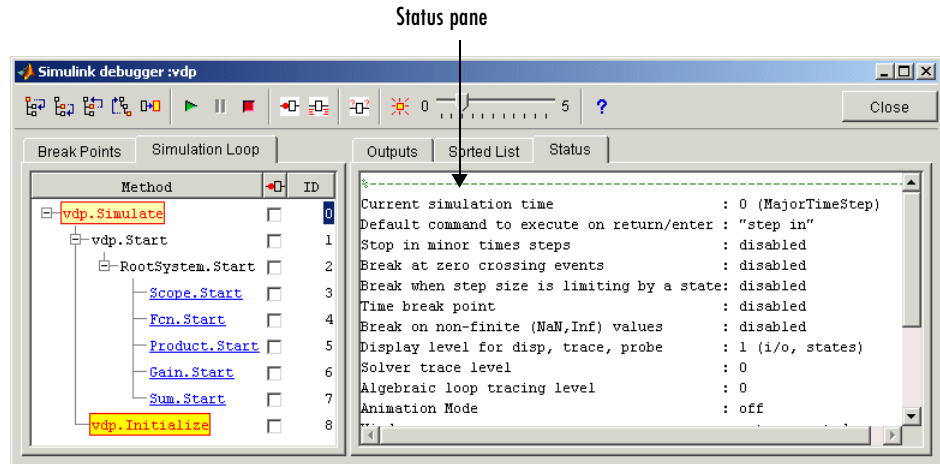 Status pane
Simulink debugger :vdp
0 5 ? Close
Break Points Simulation Loop Outputs Sorted List Status
Method ID
vdp.Simulate 0
vdp.Start 1
RootSystem.Start 2
Scope.Start 3
Fcn.Start 4
Product.Start 5
Gain.Start 6
Sum.Start 7
vdp.Initialize 8
%----------------------------------------------------------------
Current simulation time : 0 (MajorTimeStep)
Default command to execute on return/enter : "step in"
Stop in minor times steps : disabled
Break at zero crossing events : disabled
Break when step size is limiting by a state: disabled
Time break point : disabled
Break on non-finite (NaN,Inf) values : disabled
Display level for disp, trace, probe : 1 (i/o, states)
Solver trace level : 0
Algebraic loop tracing level : 0
Animation Mode : off